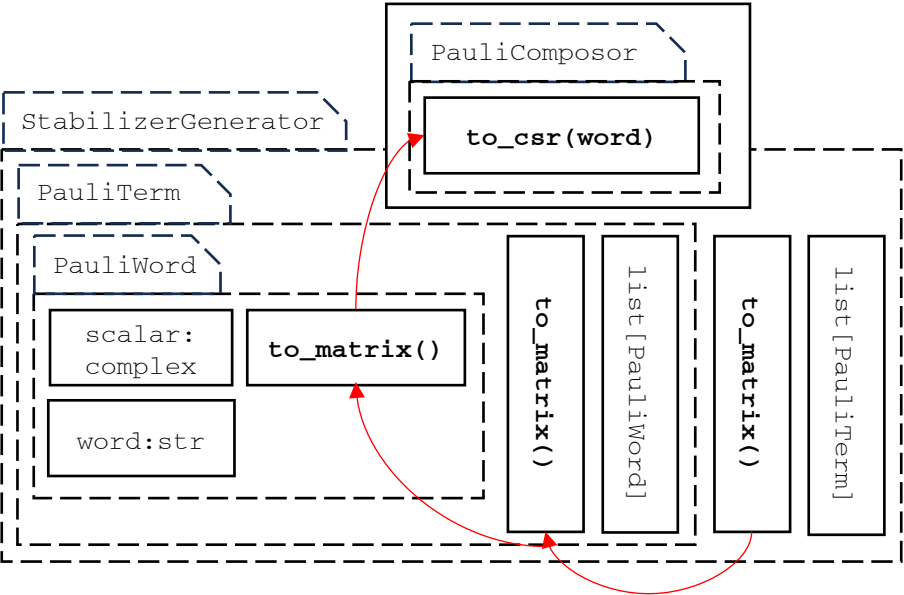 PauliComposor
to_csr(word)
StabilizerGenerator
PauliTerm
PauliWord
scalar:
complex
to_matrix()
word:str
to_matrix()
list[PauliWord]
to_matrix()
list[PauliTerm]